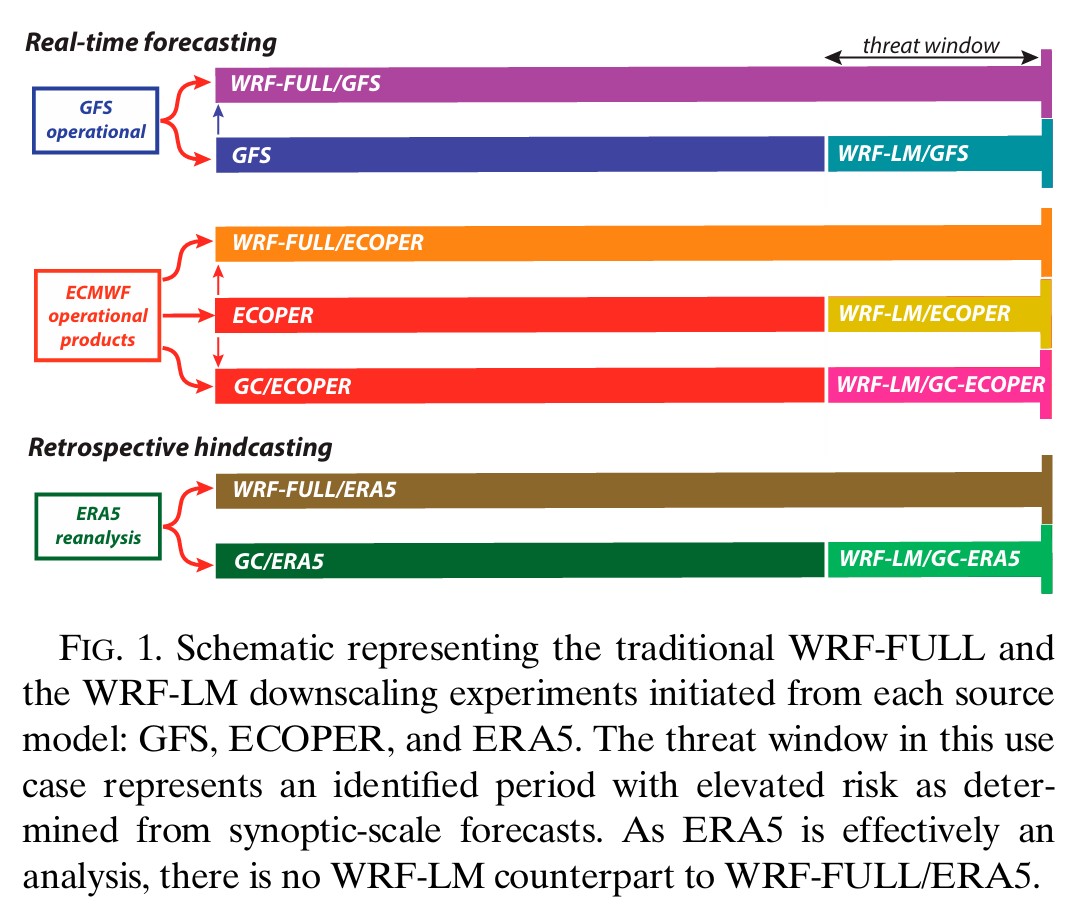 Real-time forecasting
threat window
GFS
operational
WRF-FULL/GFS
GFS
WRF-LM/GFS
ECMWF
operational
products
WRF-FULL/ECOPER
ECOPER
WRF-LM/ECOPER
GC/ECOPER
WRF-LM/GC-ECOPER
Retrospective hindcasting
ERA5
reanalysis
WRF-FULL/ERA5
GC/ERA5
WRF-LM/GC-ERA5
FIG. 1. Schematic representing the traditional WRF-FULL and
the WRF-LM downscaling experiments initiated from each source
model: GFS, ECOPER, and ERA5. The threat window in this use
case represents an identified period with elevated risk as deter-
mined from synoptic-scale forecasts. As ERA5 is effectively an
analysis, there is no WRF-LM counterpart to WRF-FULL/ERA5.